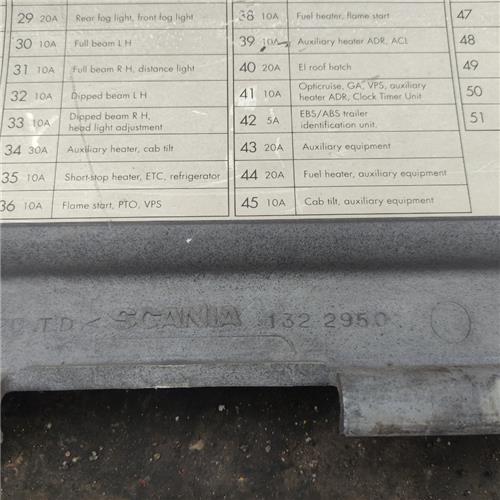 29 20A Rear fog light, front fog light
30 10A Full beam L H
31 10A Full beam R H, distance light
32 10A Dipped beam L H
33 10A Dipped beam R H,
head light adjustment
34 30A Auxiliary heater, cab tilt
35 10A Short-stop heater, ETC, refrigerator
36 10A Flame start, PTO, VPS
38 10A Fuel heater, flame start
39 10A Auxiliary heater ADR, ACL
40 20A El roof hatch
41 10A Opticruise, GA, VPS, auxiliary
heater ADR, Clock Timer Unit
42 5A EBS/ABS trailer
identification unit.
43 20A Auxiliary equipment
44 20A Fuel heater, auxiliary equipment
45 10A Cab tilt, auxiliary equipment
47
48
49
50
51
TD SCANIA 132 2950